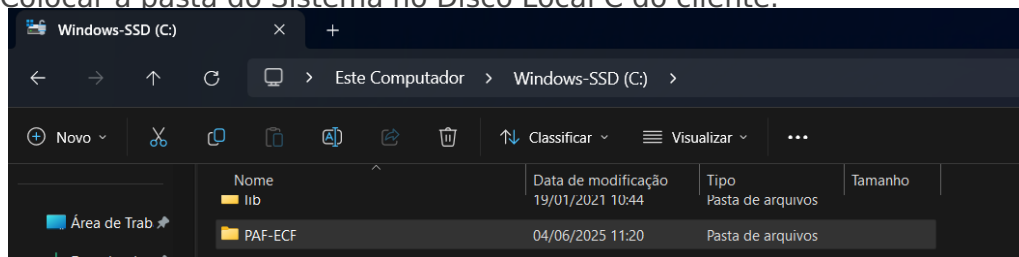 Colocar a pasta do Sistema no Disco Local C do cliente.
Windows-SSD (C:)
Este Computador > Windows-SSD (C:) >
Novo Classificar Visualizar
Nome Data de modificação Tipo Tamanho
lib 19/01/2021 10:44 Pasta de arquivos
Área de Trab PAF-ECF 04/06/2025 11:20 Pasta de arquivos